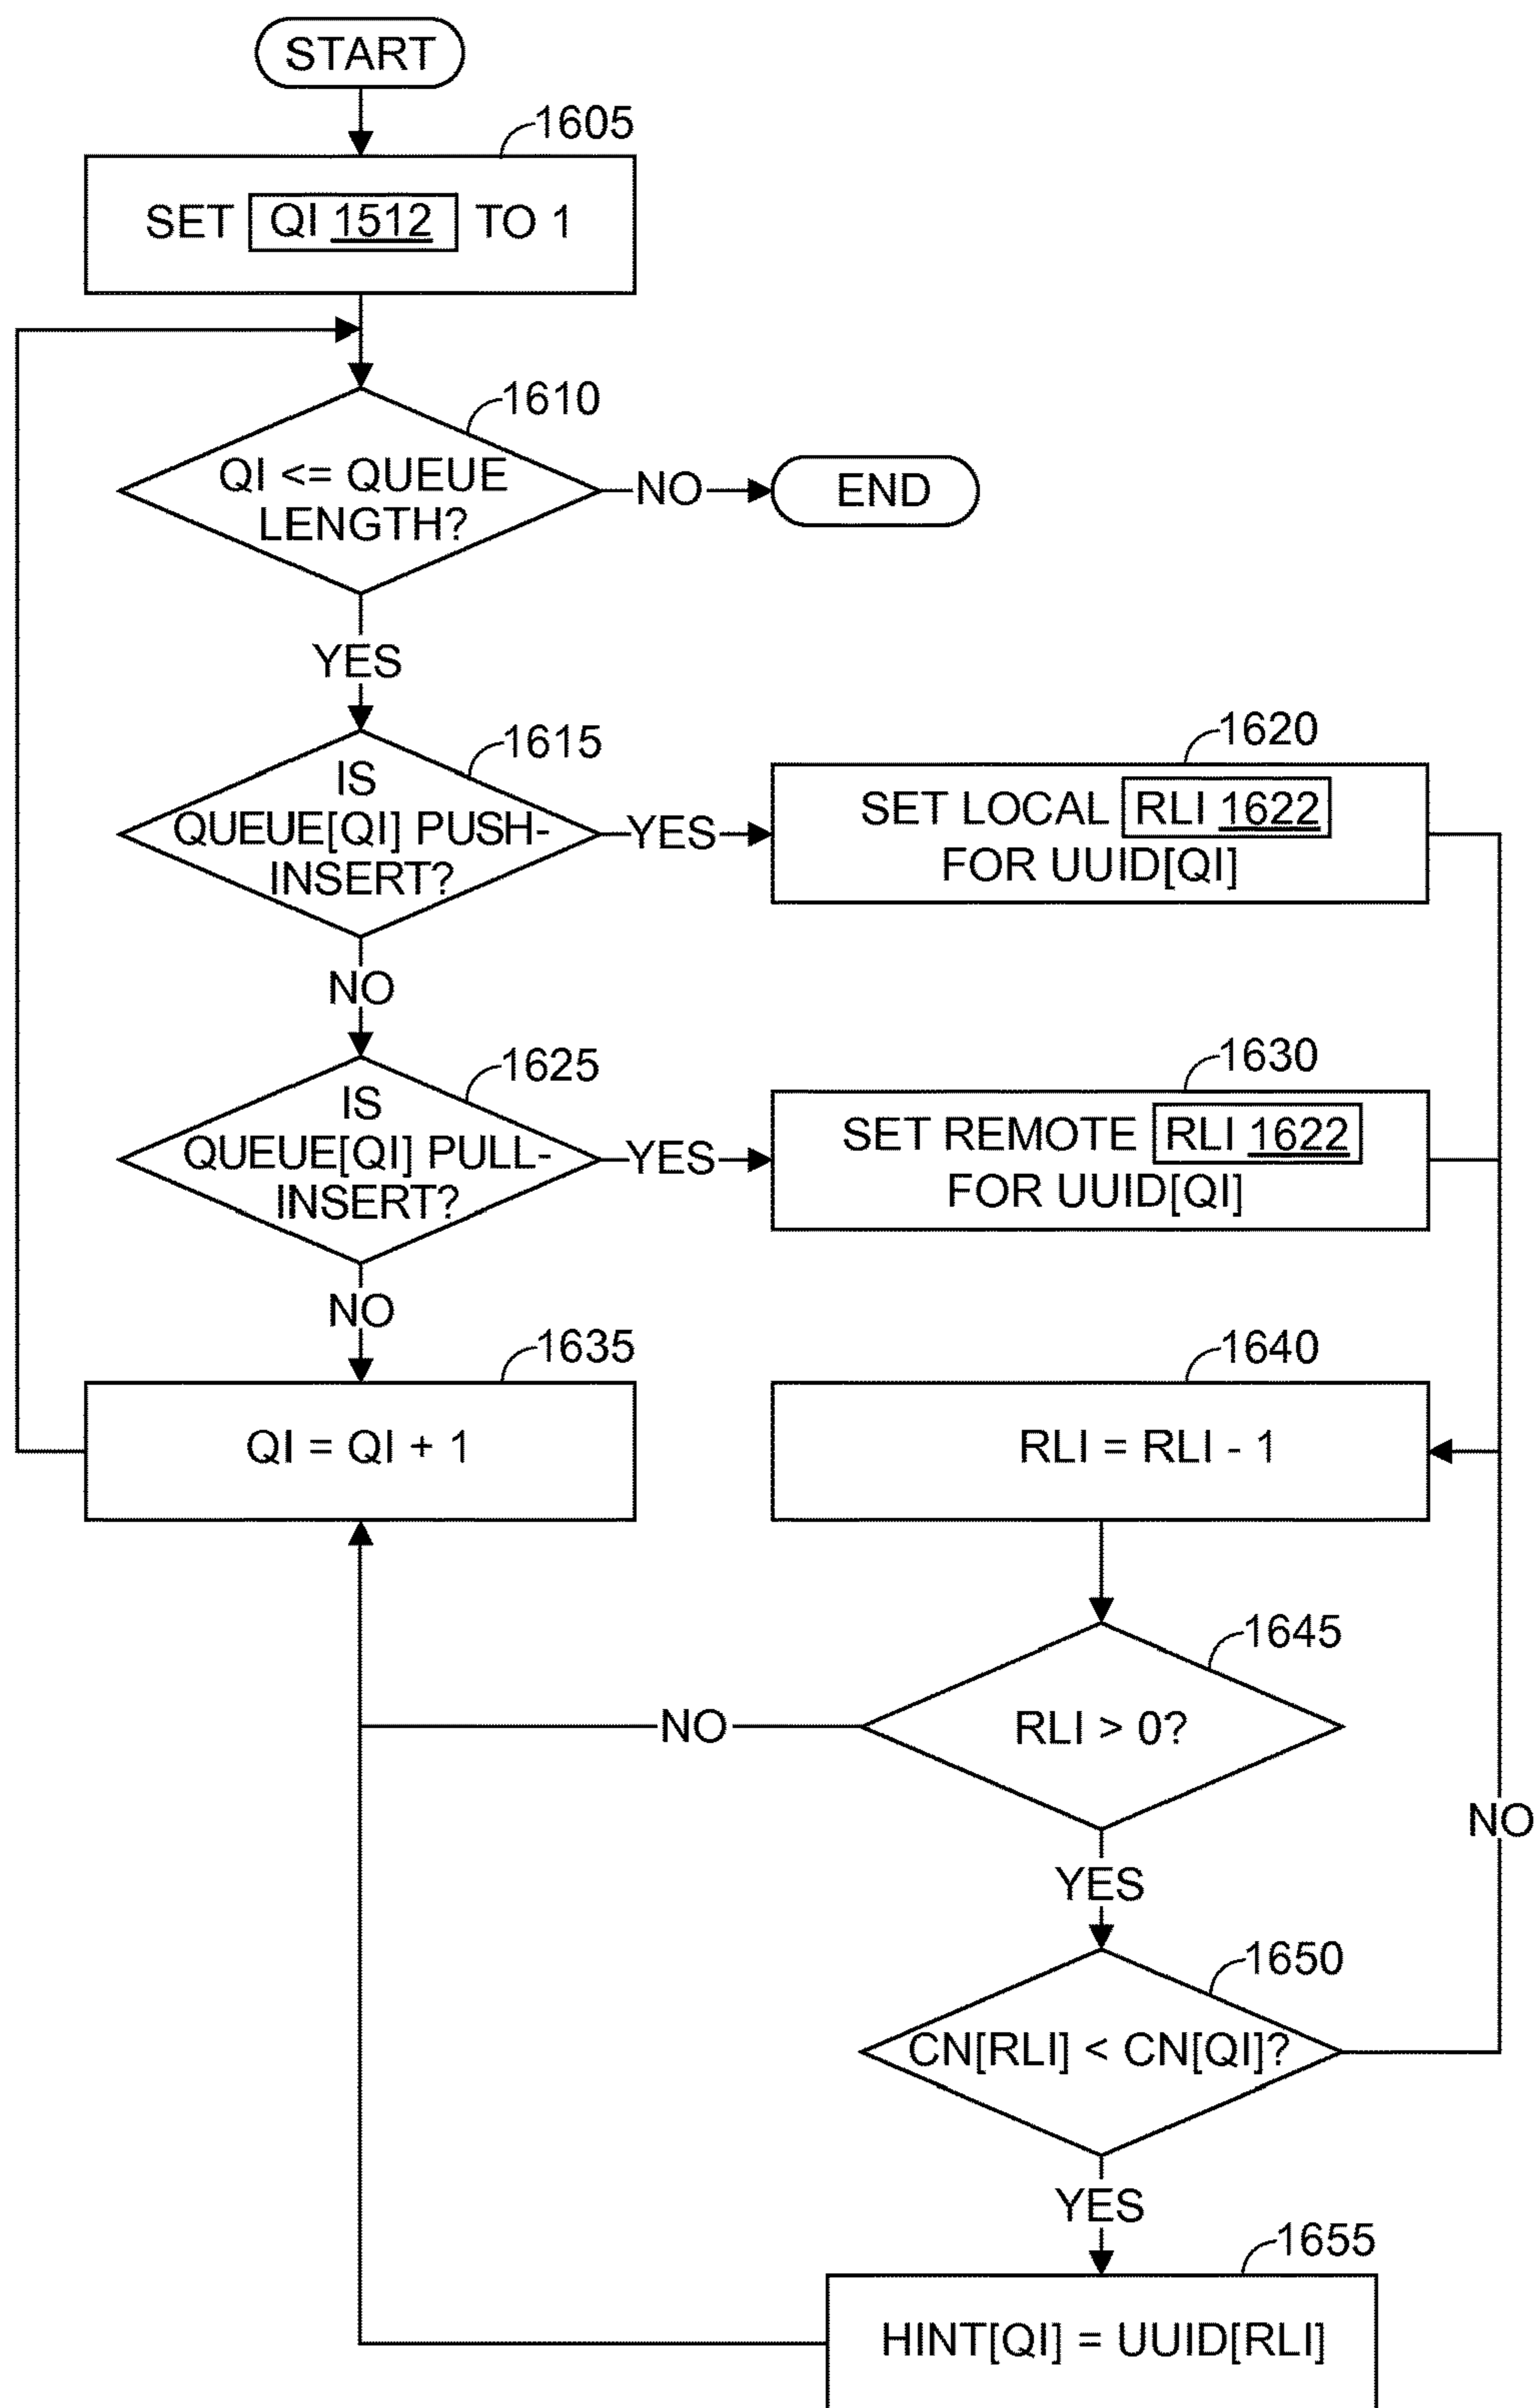 START
1605
SET QI 1512 TO 1
1610
QI <= QUEUE
LENGTH?
NO
END
YES
1615
IS
QUEUE[QI] PUSH-
INSERT?
YES
1620
SET LOCAL RLI 1622
FOR UUID[QI]
NO
1625
IS
QUEUE[QI] PULL-
INSERT?
YES
1630
SET REMOTE RLI 1622
FOR UUID[QI]
NO
1635
QI = QI + 1
1640
RLI = RLI - 1
1645
RLI > 0?
NO
YES
NO
1650
CN[RLI] < CN[QI]?
YES
1655
HINT[QI] = UUID[RLI]